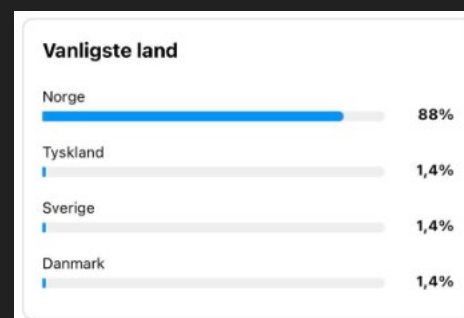 Vanligste land
Norge
88%
Tyskland
1,4%
Sverige
1,4%
Danmark
1,4%